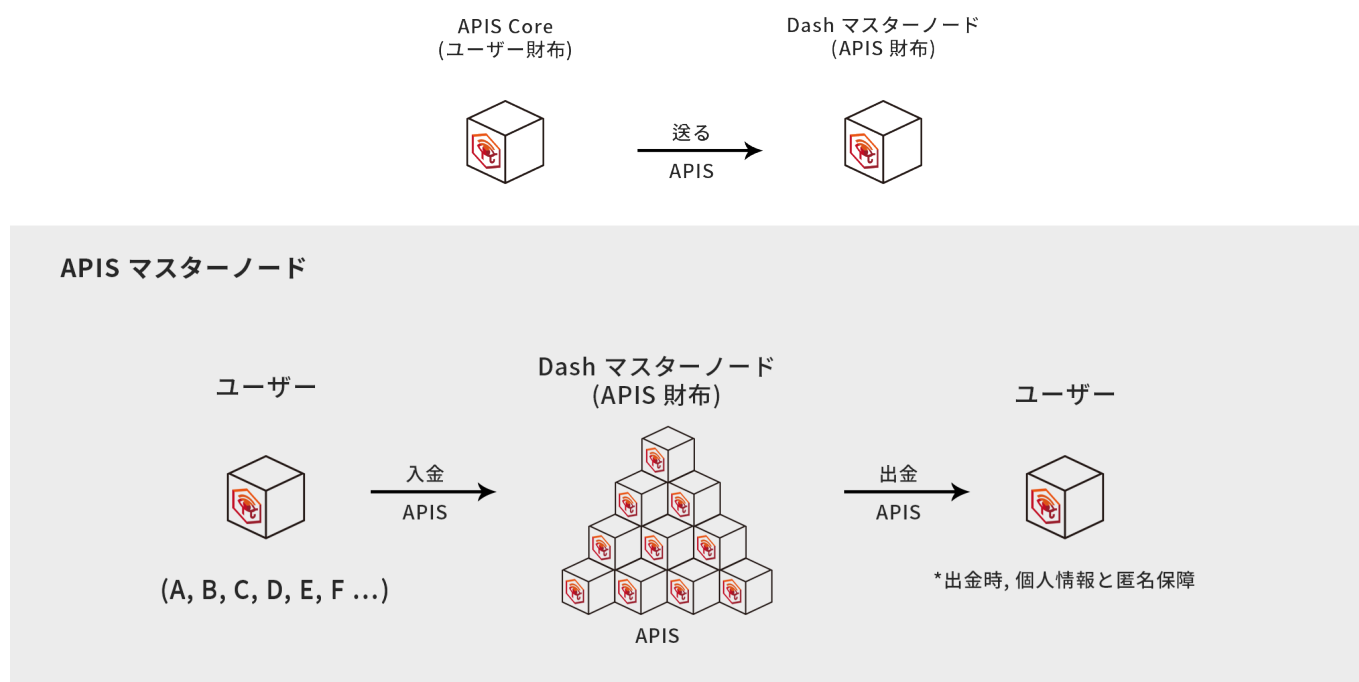 APIS Core
(ユーザー財布)
Dash マスターノード
(APIS 財布)
送る
APIS
APIS マスターノード
ユーザー
Dash マスターノード
(APIS 財布)
ユーザー
入金
APIS
出金
APIS
(A, B, C, D, E, F ...)
*出金時, 個人情報と匿名保障
APIS